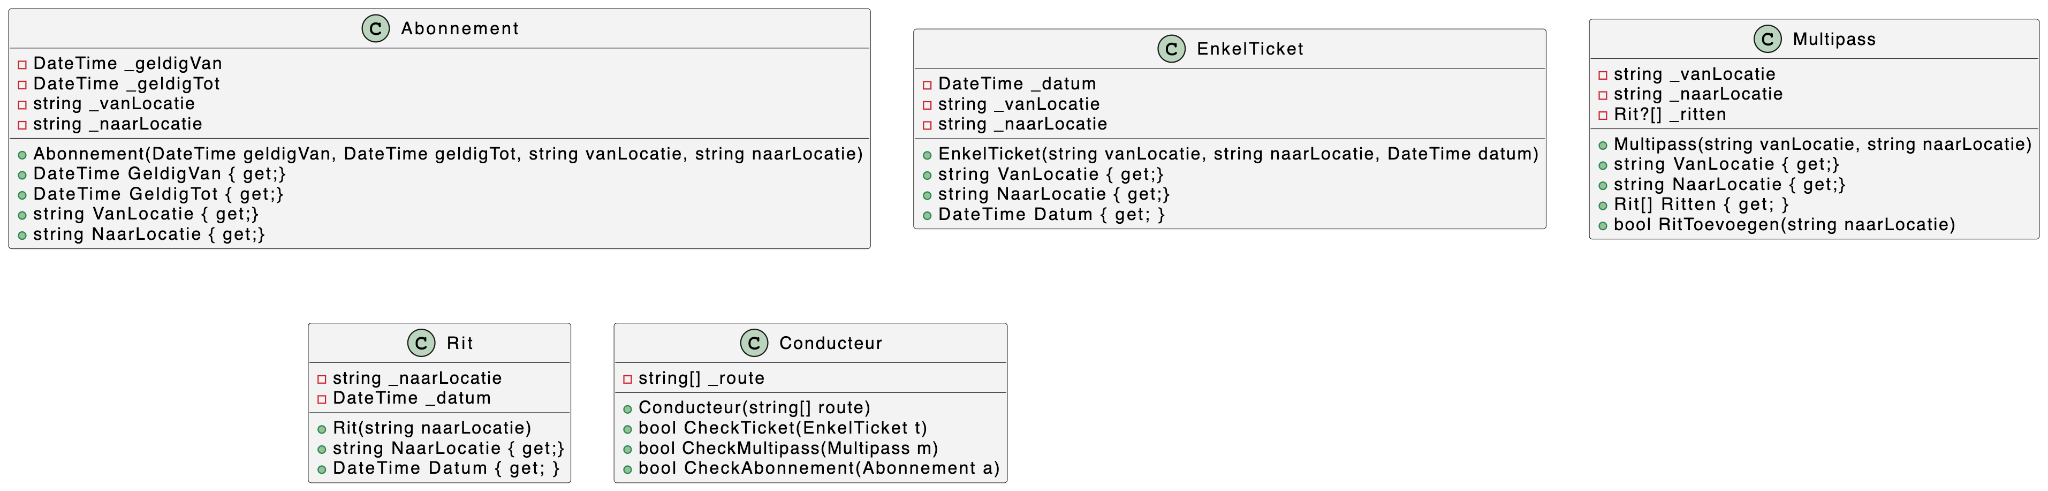 C Abonnement
DateTime _geldigVan
DateTime _geldigTot
string _vanLocatie
string _naarLocatie
Abonnement(DateTime geldigVan, DateTime geldigTot, string vanLocatie, string naarLocatie)
DateTime GeldigVan { get;}
DateTime GeldigTot { get;}
string VanLocatie { get;}
string NaarLocatie { get;}
C EnkelTicket
DateTime _datum
string _vanLocatie
string _naarLocatie
EnkelTicket(string vanLocatie, string naarLocatie, DateTime datum)
string VanLocatie { get;}
string NaarLocatie { get;}
DateTime Datum { get; }
C Multipass
string _vanLocatie
string _naarLocatie
Rit?[] _ritten
Multipass(string vanLocatie, string naarLocatie)
string VanLocatie { get;}
string NaarLocatie { get;}
Rit[] Ritten { get; }
bool RitToevoegen(string naarLocatie)
C Rit
string _naarLocatie
DateTime _datum
Rit(string naarLocatie)
string NaarLocatie { get;}
DateTime Datum { get; }
C Conducteur
string[] _route
Conducteur(string[] route)
bool CheckTicket(EnkelTicket t)
bool CheckMultipass(Multipass m)
bool CheckAbonnement(Abonnement a)